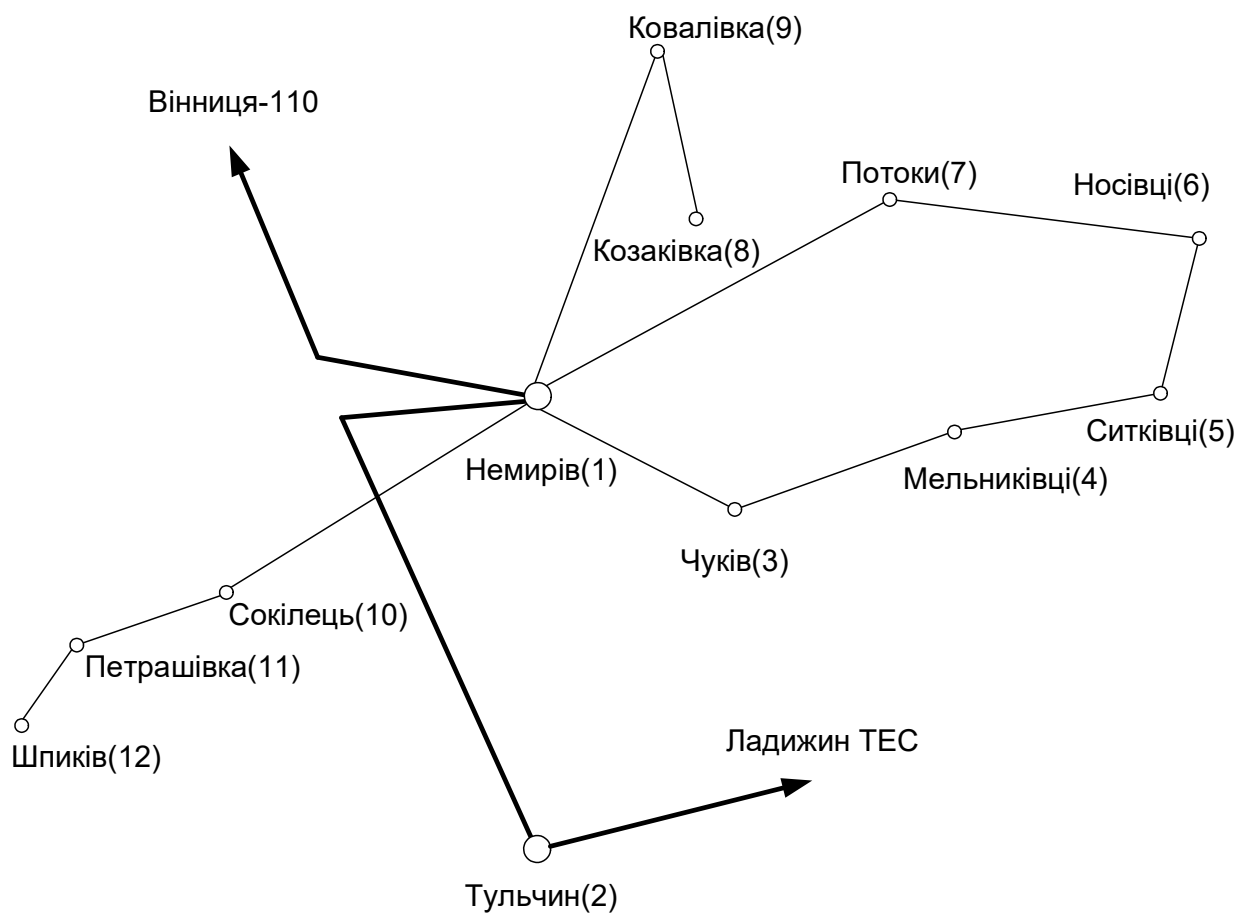 Ковалівка(9)
Вінниця-110
Потоки(7)
Носівці(6)
Козаківка(8)
Ситківці(5)
Немирів(1)
Мельниківці(4)
Чуків(3)
Сокілець(10)
Петрашівка(11)
Шпиків(12)
Ладижин ТЕС
Тульчин(2)